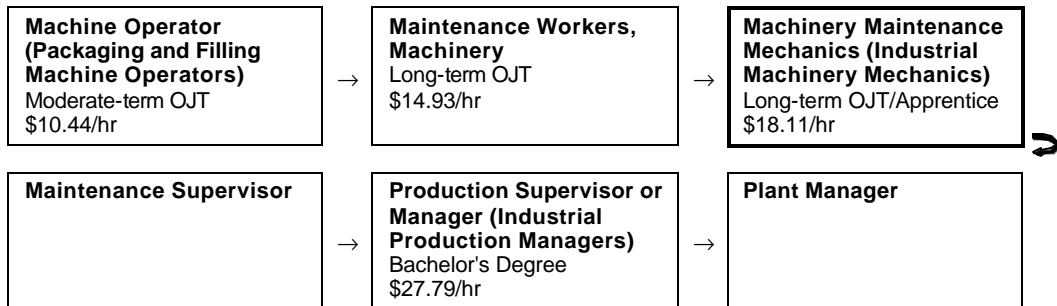 Machine Operator
(Packaging and Filling
Machine Operators)
Moderate-term OJT
$10.44/hr
→
Maintenance Workers,
Machinery
Long-term OJT
$14.93/hr
→
Machinery Maintenance
Mechanics (Industrial
Machinery Mechanics)
Long-term OJT/Apprentice
$18.11/hr
Maintenance Supervisor
→
Production Supervisor or
Manager (Industrial
Production Managers)
Bachelor's Degree
$27.79/hr
→
Plant Manager